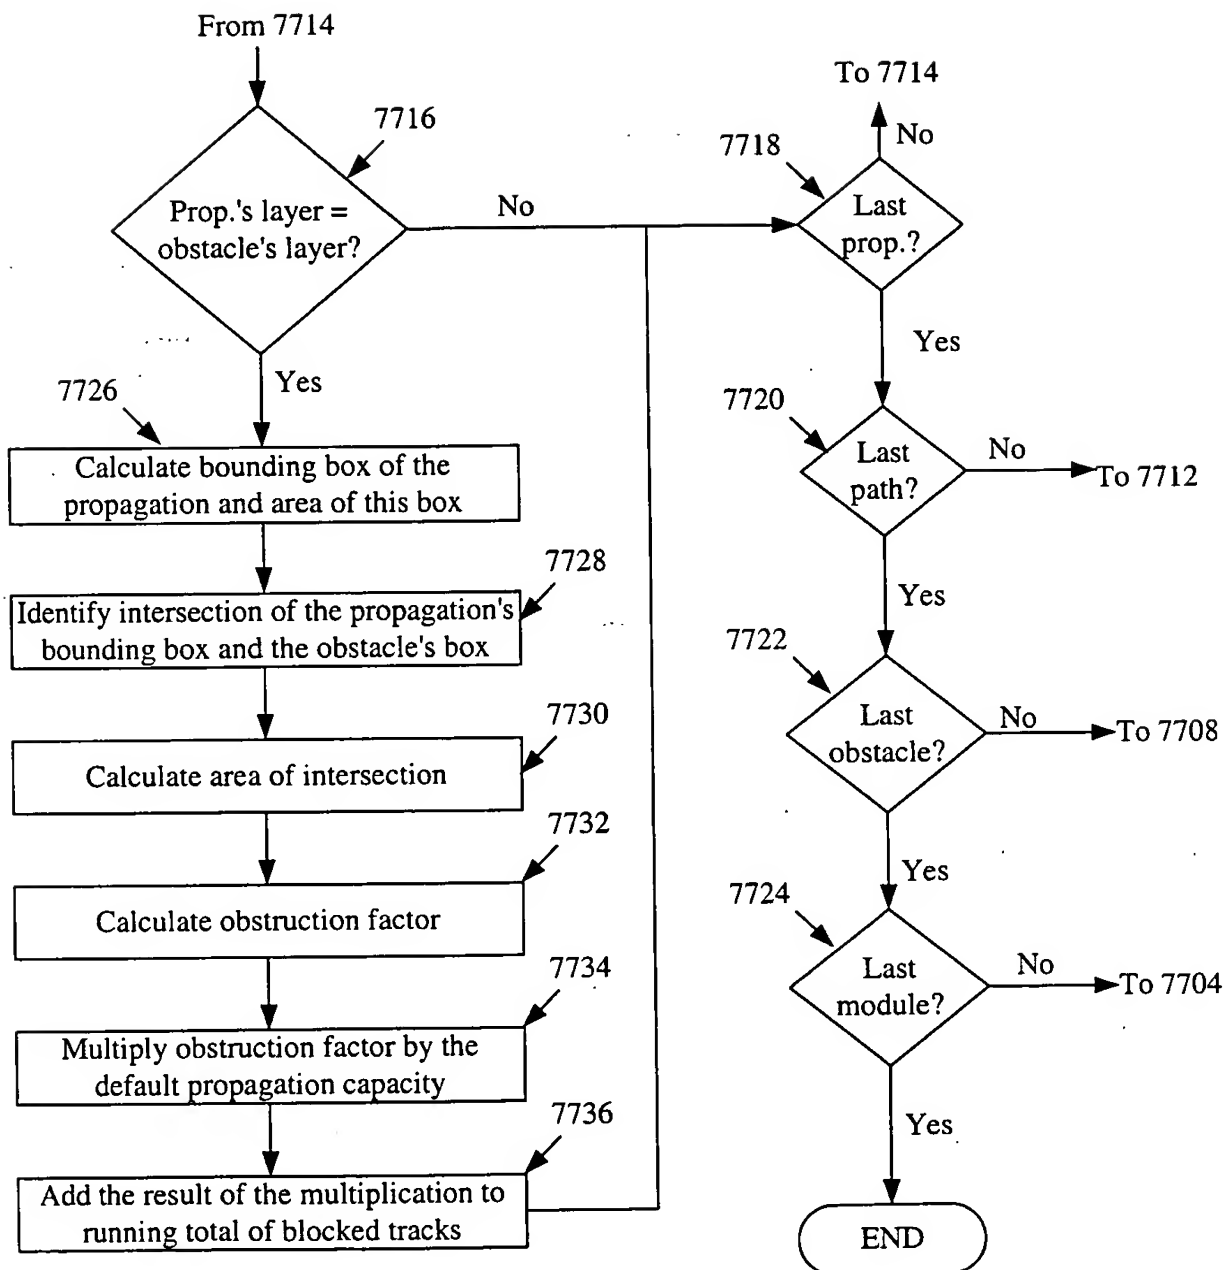 From 7714
7716
Prop.'s layer =
obstacle's layer?
No
Yes
7726
Calculate bounding box of the
propagation and area of this box
7728
Identify intersection of the propagation's
bounding box and the obstacle's box
7730
Calculate area of intersection
7732
Calculate obstruction factor
7734
Multiply obstruction factor by the
default propagation capacity
7736
Add the result of the multiplication to
running total of blocked tracks
To 7714
No
7718
Last
prop.?
Yes
7720
Last
path?
No
To 7712
Yes
7722
Last
obstacle?
No
To 7708
Yes
7724
Last
module?
No
To 7704
Yes
END